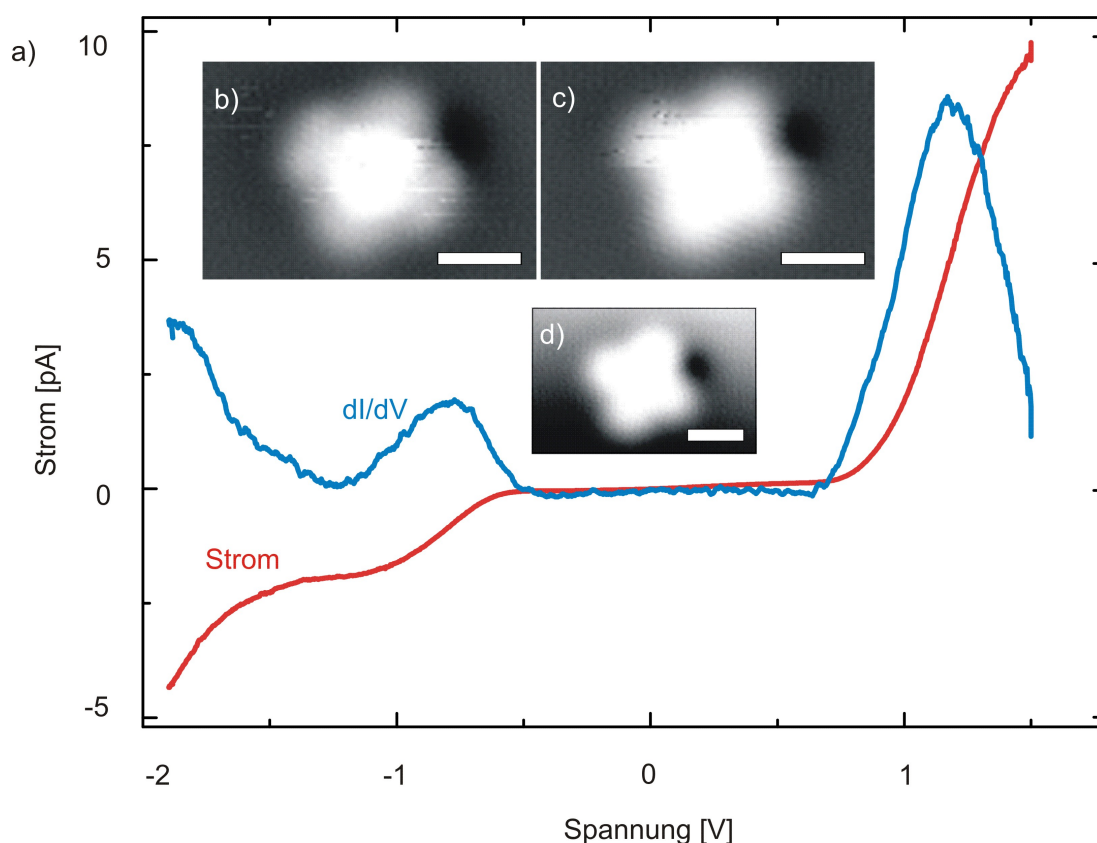 a)
10
5
0
-5
Strom [pA]
b)
c)
d)
dI/dV
Strom
-2
-1
0
1
Spannung [V]